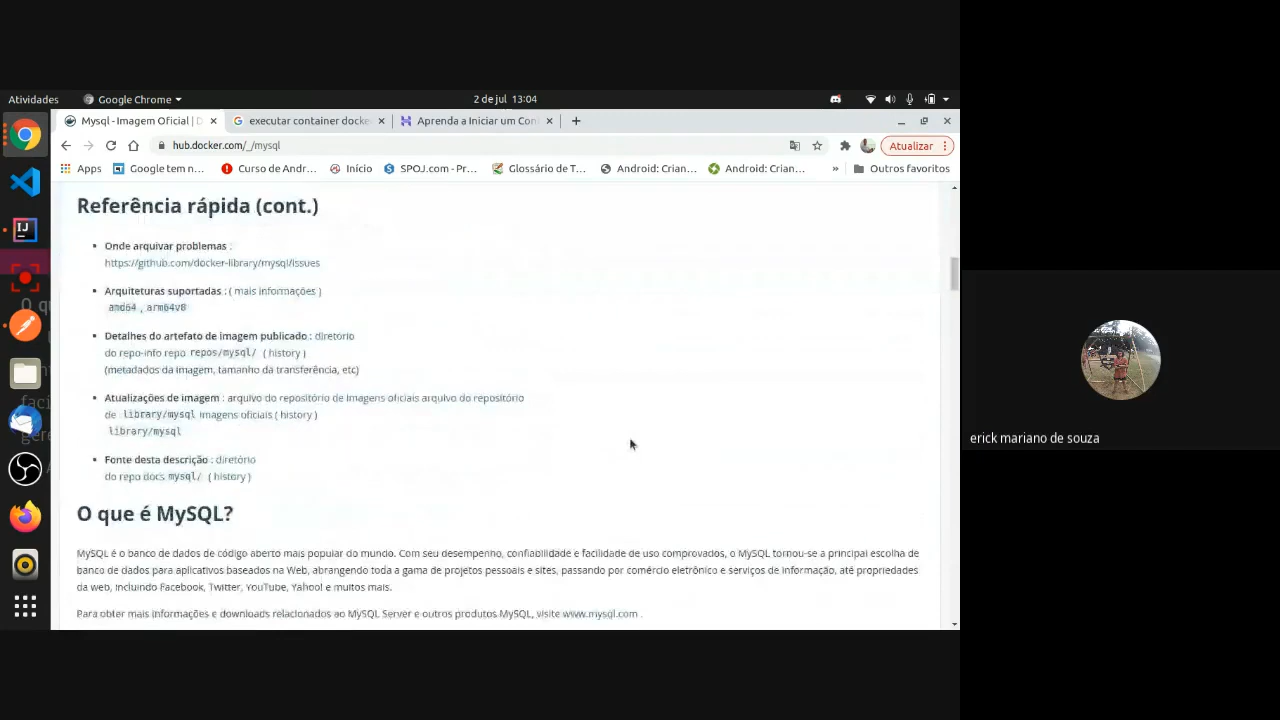 Atividades
Google Chrome
2 de jul 13:04
Mysql - Imagem Oficial | D
executar container docke
Aprenda a Iniciar um Con
hub.docker.com/_/mysql
Atualizar
Apps
Google tem n...
Curso de Andr...
Início
SPOJ.com - Pr...
Glossário de T...
Android: Crian...
Android: Crian...
»
Outros favoritos
Referência rápida (cont.)
Onde arquivar problemas :
https://github.com/docker-library/mysql/issues
Arquiteturas suportadas : ( mais informações )
amd64 , arm64v8
Detalhes do artefato de imagem publicado : diretório
do repo-info repo repos/mysql/ ( history )
(metadados da imagem, tamanho da transferência, etc)
Atualizações de imagem : arquivo do repositório de imagens oficiais arquivo do repositório
de library/mysql imagens oficiais ( history )
library/mysql
Fonte desta descrição : diretório
do repo docs mysql/ ( history )
O que é MySQL?
MySQL é o banco de dados de código aberto mais popular do mundo. Com seu desempenho, confiabilidade e facilidade de uso comprovados, o MySQL tornou-se a principal escolha de
banco de dados para aplicativos baseados na Web, abrangendo toda a gama de projetos pessoais e sites, passando por comércio eletrônico e serviços de informação, até propriedades
da web, incluindo Facebook, Twitter, YouTube, Yahoo! e muitos mais.
Para obter mais informações e downloads relacionados ao MySQL Server e outros produtos MySQL, visite www.mysql.com .
erick mariano de souza
IJ